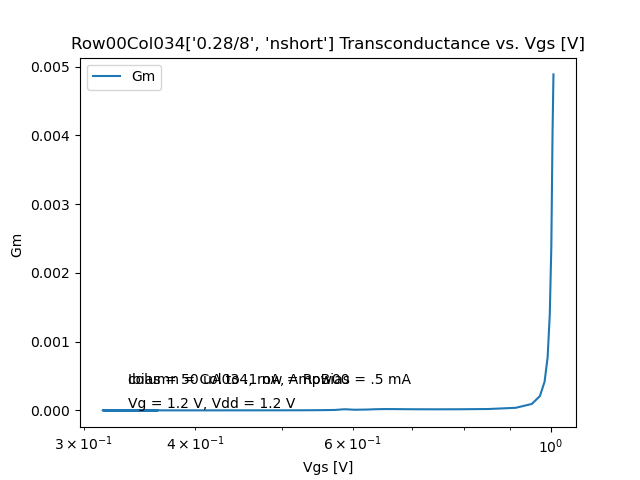 Row00Col034['0.28/8', 'nshort'] Transconductance vs. Vgs [V]
Gm
0.005
0.004
0.003
0.002
0.001
0.000
Gm
= .5 mA
Vg = 1.2 V, Vdd = 1.2 V
3 × 10⁻¹
4 × 10⁻¹
6 × 10⁻¹
10⁰
Vgs [V]